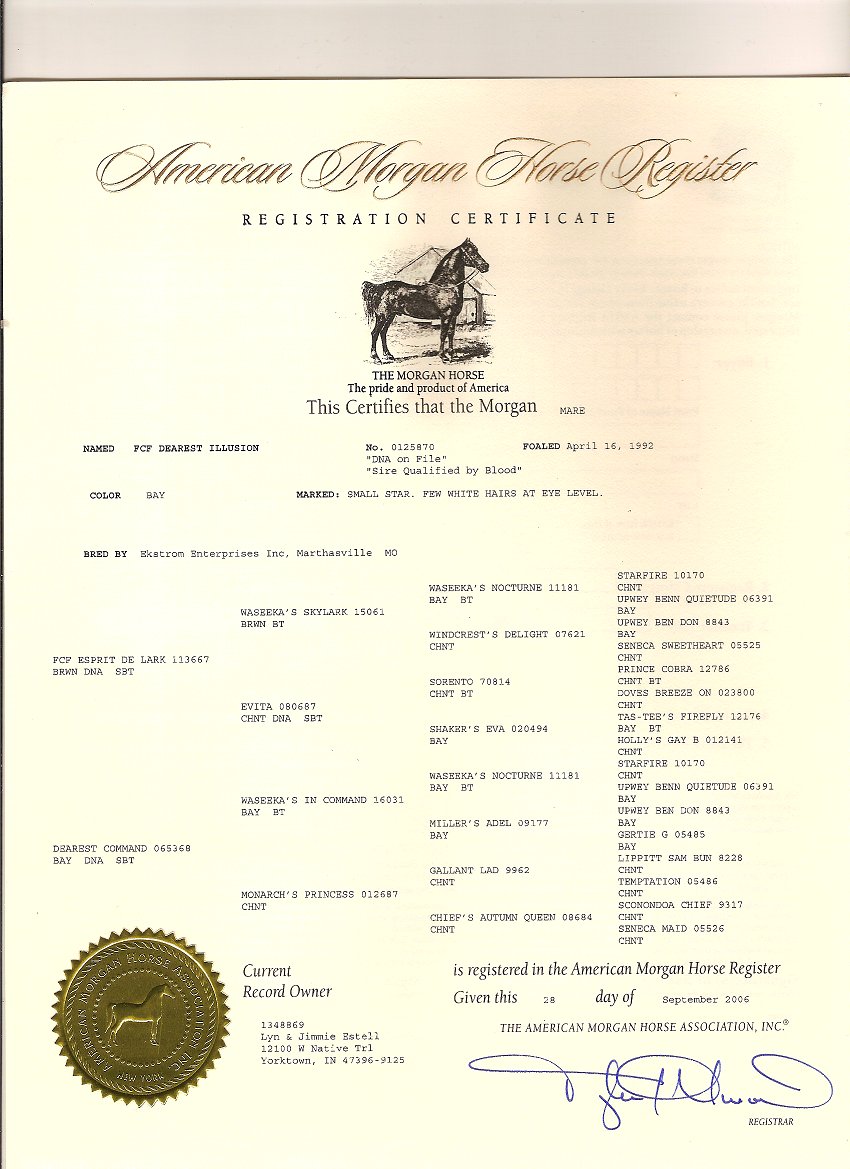 American Morgan Horse Register
REGISTRATION CERTIFICATE
THE MORGAN HORSE
The pride and product of America
This Certifies that the Morgan MARE
NAMED FCF DEAREST ILLUSION No. 0125870 FOALED April 16, 1992
"DNA on File"
"Sire Qualified by Blood"
COLOR BAY MARKED: SMALL STAR. FEW WHITE HAIRS AT EYE LEVEL.
BRED BY Ekstrom Enterprises Inc, Marthasville MO
STARFIRE 10170
WASEEKA'S NOCTURNE 11181 CHNT
BAY BT UPWEY BENN QUIETUDE 06391
WASEEKA'S SKYLARK 15061 BAY
BRWN BT UPWEY BEN DON 8843
WINDCREST'S DELIGHT 07621 BAY
CHNT SENECA SWEETHEART 05525
FCF ESPRIT DE LARK 113667 CHNT
BRWN DNA SBT PRINCE COBRA 12786
SORENTO 70814 CHNT BT
CHNT BT DOVES BREEZE ON 023800
EVITA 080687 CHNT
CHNT DNA SBT TAS-TEE'S FIREFLY 12176
SHAKER'S EVA 020494 BAY BT
BAY HOLLY'S GAY B 012141
CHNT
STARFIRE 10170
WASEEKA'S NOCTURNE 11181 CHNT
BAY BT UPWEY BENN QUIETUDE 06391
WASEEKA'S IN COMMAND 16031 BAY
BAY BT UPWEY BEN DON 8843
MILLER'S ADEL 09177 BAY
BAY GERTIE G 05485
DEAREST COMMAND 065368 BAY
BAY DNA SBT LIPPITT SAM BUN 8228
GALLANT LAD 9962 CHNT
CHNT TEMPTATION 05486
MONARCH'S PRINCESS 012687 CHNT
CHNT SCONONDOA CHIEF 9317
CHIEF'S AUTUMN QUEEN 08684 CHNT
CHNT SENECA MAID 05526
CHNT
AMERICAN MORGAN HORSE ASSOCIATION INC.
NEW YORK
Current
Record Owner
1348869
Lyn & Jimmie Estell
12100 W Native Trl
Yorktown, IN 47396-9125
is registered in the American Morgan Horse Register
Given this 28 day of September 2006
THE AMERICAN MORGAN HORSE ASSOCIATION, INC.®
REGISTRAR